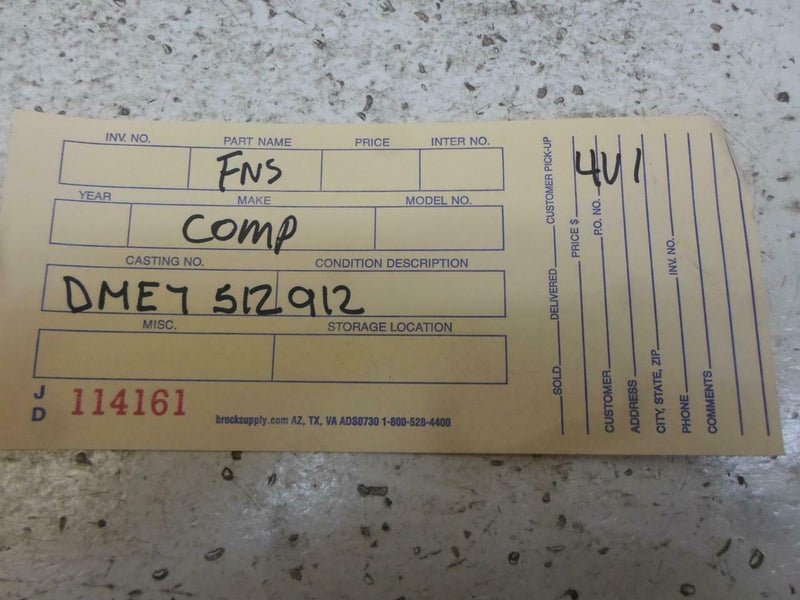 INV. NO. PART NAME PRICE INTER NO.
FNS
YEAR MAKE MODEL NO.
COMP
CASTING NO. CONDITION DESCRIPTION
DMEY 512912
MISC. STORAGE LOCATION
JD 114161
brocksupply.com AZ, TX, VA ADS0730 1-800-528-4400
SOLD DELIVERED CUSTOMER PICK-UP
PRICE $
4U1
CUSTOMER P.O. NO.
ADDRESS
CITY, STATE, ZIP
PHONE INV. NO.
COMMENTS